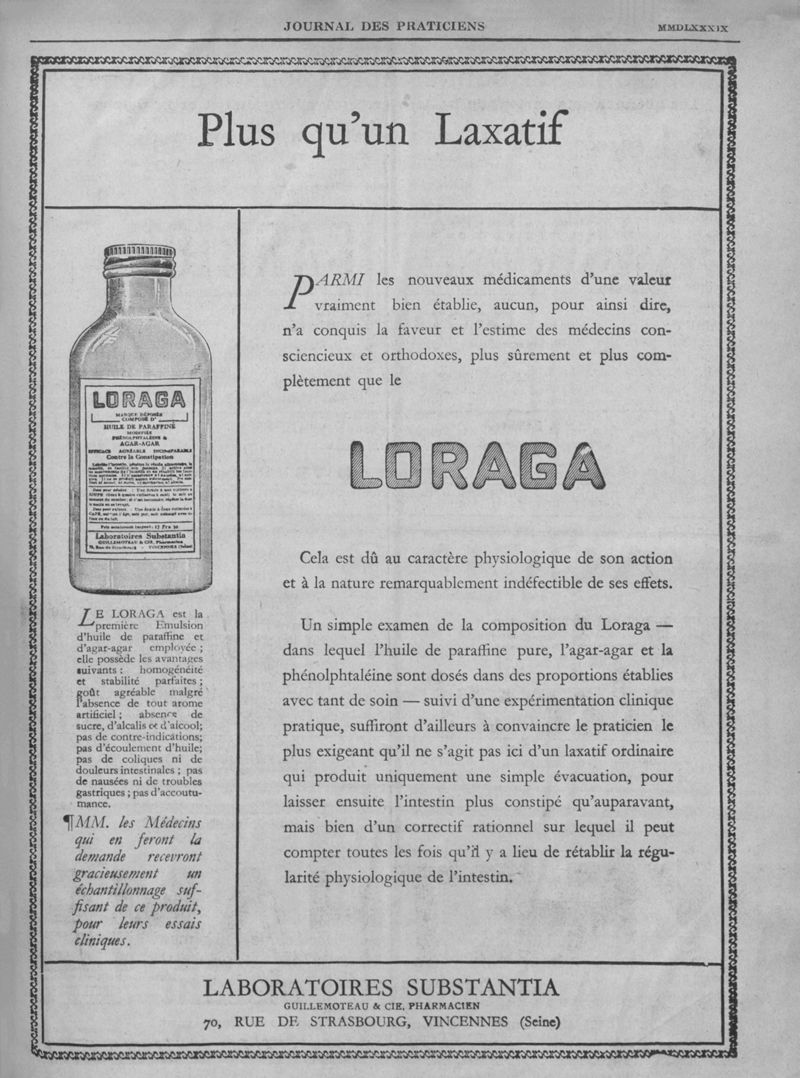 JOURNAL DES PRATICIENS
MMDLXXXIX
Plus qu'un Laxatif
LORAGA
MARQUE DÉPOSÉE
COMPOSÉ D'
HUILE DE PARAFFINE
MODIFIÉE
PHÉNOLPHTALÉINE &
AGAR-AGAR
EFFICACE AGRÉABLE INCOMPARABLE
Contre la Constipation
Laboratoires Substantia
GUILLEMOTEAU & CIE, Pharmacien
VINCENNES (Seine)
LE LORAGA est la
première Emulsion
d'huile de paraffine et
d'agar-agar employée ;
elle possède les avantages
suivants : homogénéité
et stabilité parfaites ;
goût agréable malgré
l'absence de tout arome
artificiel ; absence de
sucre, d'alcalis et d'alcool;
pas de contre-indications;
pas d'écoulement d'huile;
pas de coliques ni de
douleurs intestinales ; pas
de nausées ni de troubles
gastriques ; pas d'accoutu-
mance.
¶ MM. les Médecins
qui en feront la
demande recevront
gracieusement un
échantillonnage suf-
fisant de ce produit,
pour leurs essais
cliniques.
PARMI les nouveaux médicaments d'une valeur
vraiment bien établie, aucun, pour ainsi dire,
n'a conquis la faveur et l'estime des médecins con-
sciencieux et orthodoxes, plus sûrement et plus com-
plètement que le
LORAGA
Cela est dû au caractère physiologique de son action
et à la nature remarquablement indéfectible de ses effets.
Un simple examen de la composition du Loraga —
dans lequel l'huile de paraffine pure, l'agar-agar et la
phénolphtaléine sont dosés dans des proportions établies
avec tant de soin — suivi d'une expérimentation clinique
pratique, suffiront d'ailleurs à convaincre le praticien le
plus exigeant qu'il ne s'agit pas ici d'un laxatif ordinaire
qui produit uniquement une simple évacuation, pour
laisser ensuite l'intestin plus constipé qu'auparavant,
mais bien d'un correctif rationnel sur lequel il peut
compter toutes les fois qu'il y a lieu de rétablir la régu-
larité physiologique de l'intestin.
LABORATOIRES SUBSTANTIA
GUILLEMOTEAU & CIE, PHARMACIEN
70, RUE DE STRASBOURG, VINCENNES (Seine)